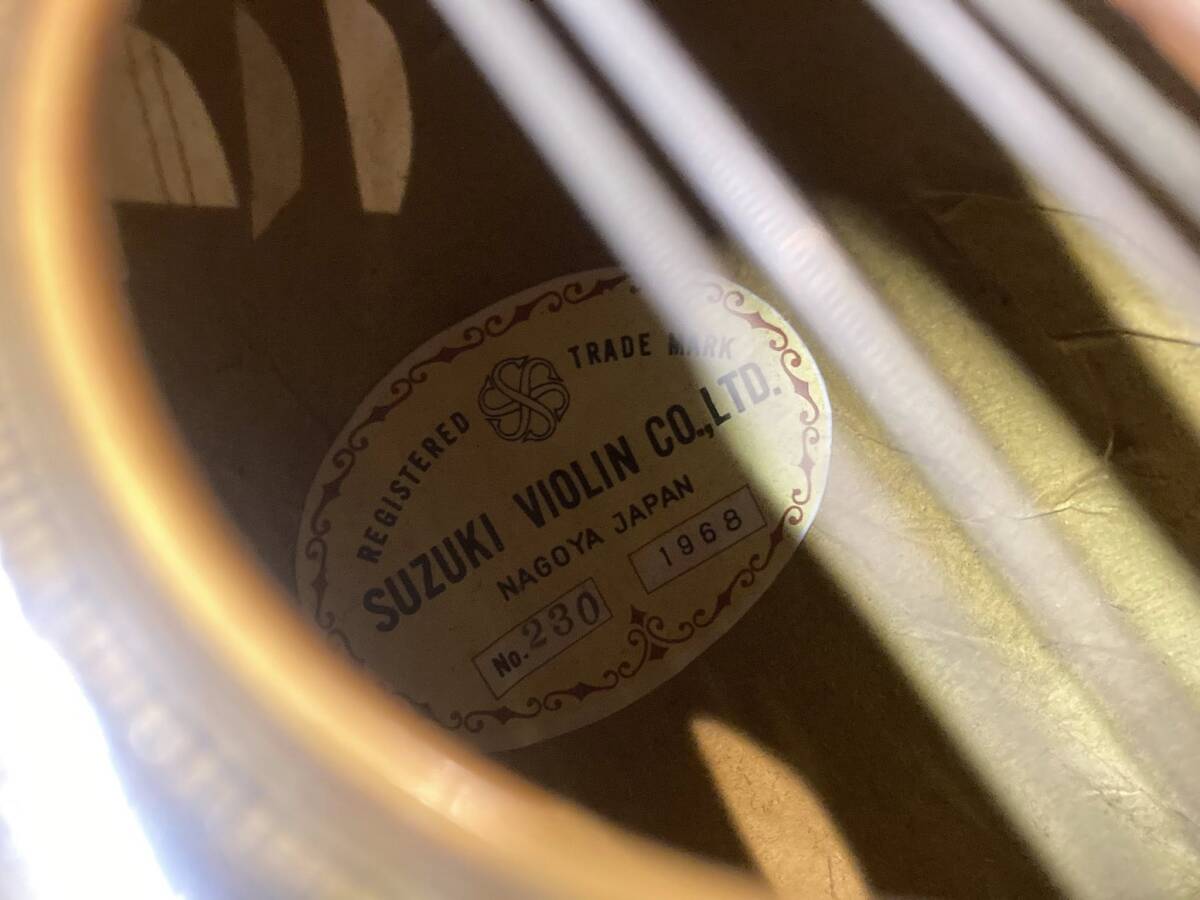 REGISTERED TRADE MARK
SUZUKI VIOLIN CO.,LTD.
NAGOYA JAPAN
No. 230 1968